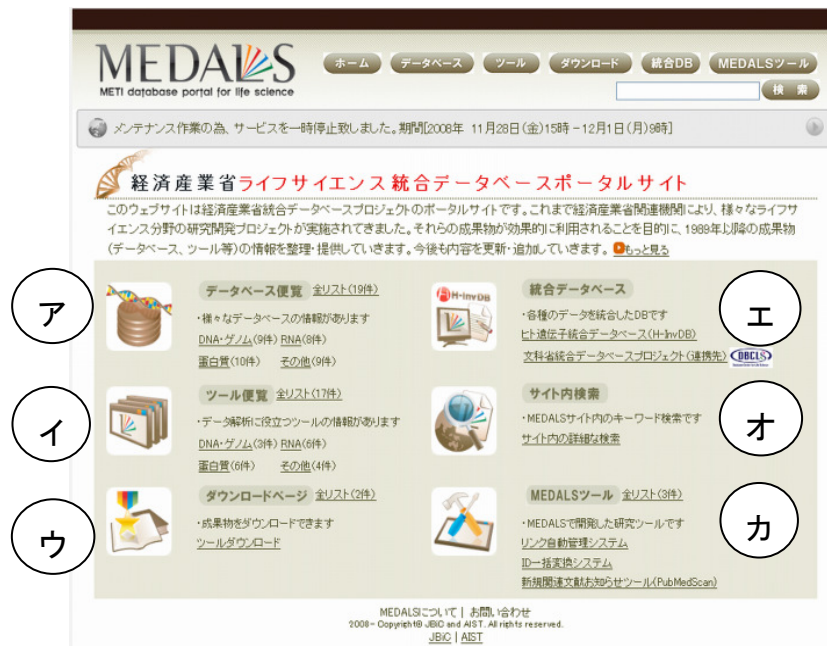 MEDALS
METI database portal for life science
ホーム データベース ツール ダウンロード 統合DB MEDALSツール
検 索
メンテナンス作業の為、サービスを一時停止致しました。期間[2008年 11月28日(金)15時-12月1日(月)9時]
経済産業省ライフサイエンス統合データベースポータルサイト
このウェブサイトは経済産業省統合データベースプロジェクトのポータルサイトです。これまで経済産業省関連機関により、様々なライフサ
イエンス分野の研究開発プロジェクトが実施されてきました。それらの成果物が効果的に利用されることを目的に、1989年以降の成果物
(データベース、ツール等)の情報を整理・提供していきます。今後も内容を更新・追加していきます。 もっと見る
ア
データベース便覧 全リスト(19件)
・様々なデータベースの情報があります
DNA・ゲノム(9件) RNA(8件)
蛋白質(10件) その他(9件)
イ
ツール便覧 全リスト(17件)
・データ解析に役立つツールの情報があります
DNA・ゲノム(3件) RNA(6件)
蛋白質(6件) その他(4件)
ウ
ダウンロードページ 全リスト(2件)
・成果物をダウンロードできます
ツールダウンロード
H-InvDB
統合データベース
・各種のデータを統合したDBです
ヒト遺伝子統合データベース(H-InvDB)
文科省統合データベースプロジェクト(連携先) DBCLS
エ
サイト内検索
・MEDALSサイト内のキーワード検索です
サイト内の詳細な検索
オ
MEDALSツール 全リスト(3件)
・MEDALSで開発した研究ツールです
リンク自動管理システム
ID一括変換システム
新規関連文献お知らせツール(PubMedScan)
カ
MEDALSについて | お問い合わせ
2008- Copyright© JBiC and AIST. All rights reserved.
JBiC | AIST